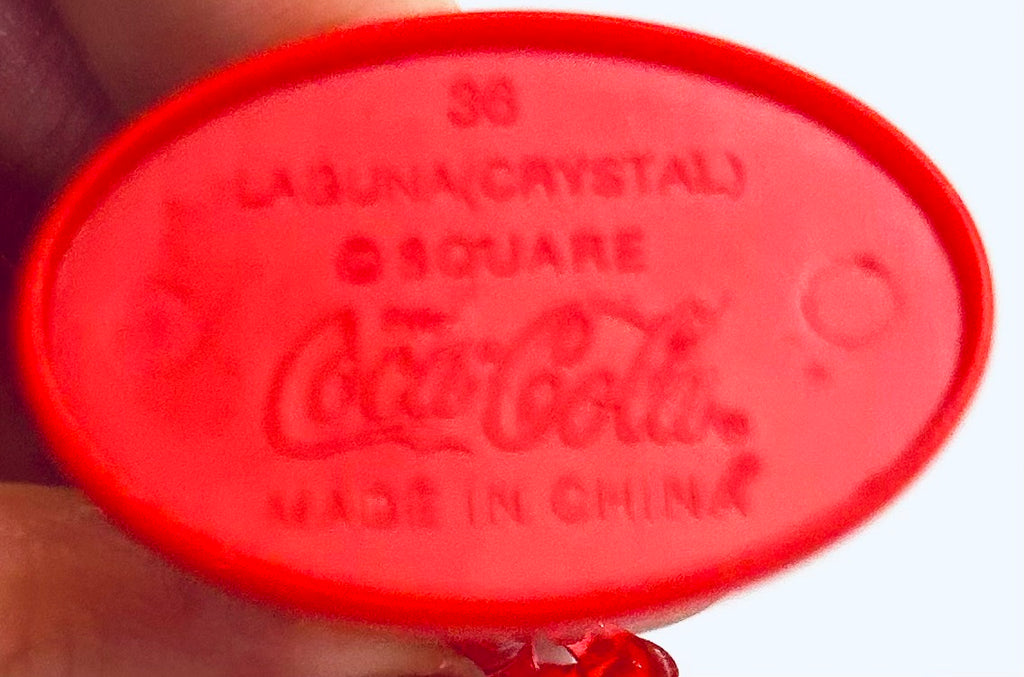 36
LAGUNA(CRYSTAL)
© SQUARE
Coca-Cola
MADE IN CHINA